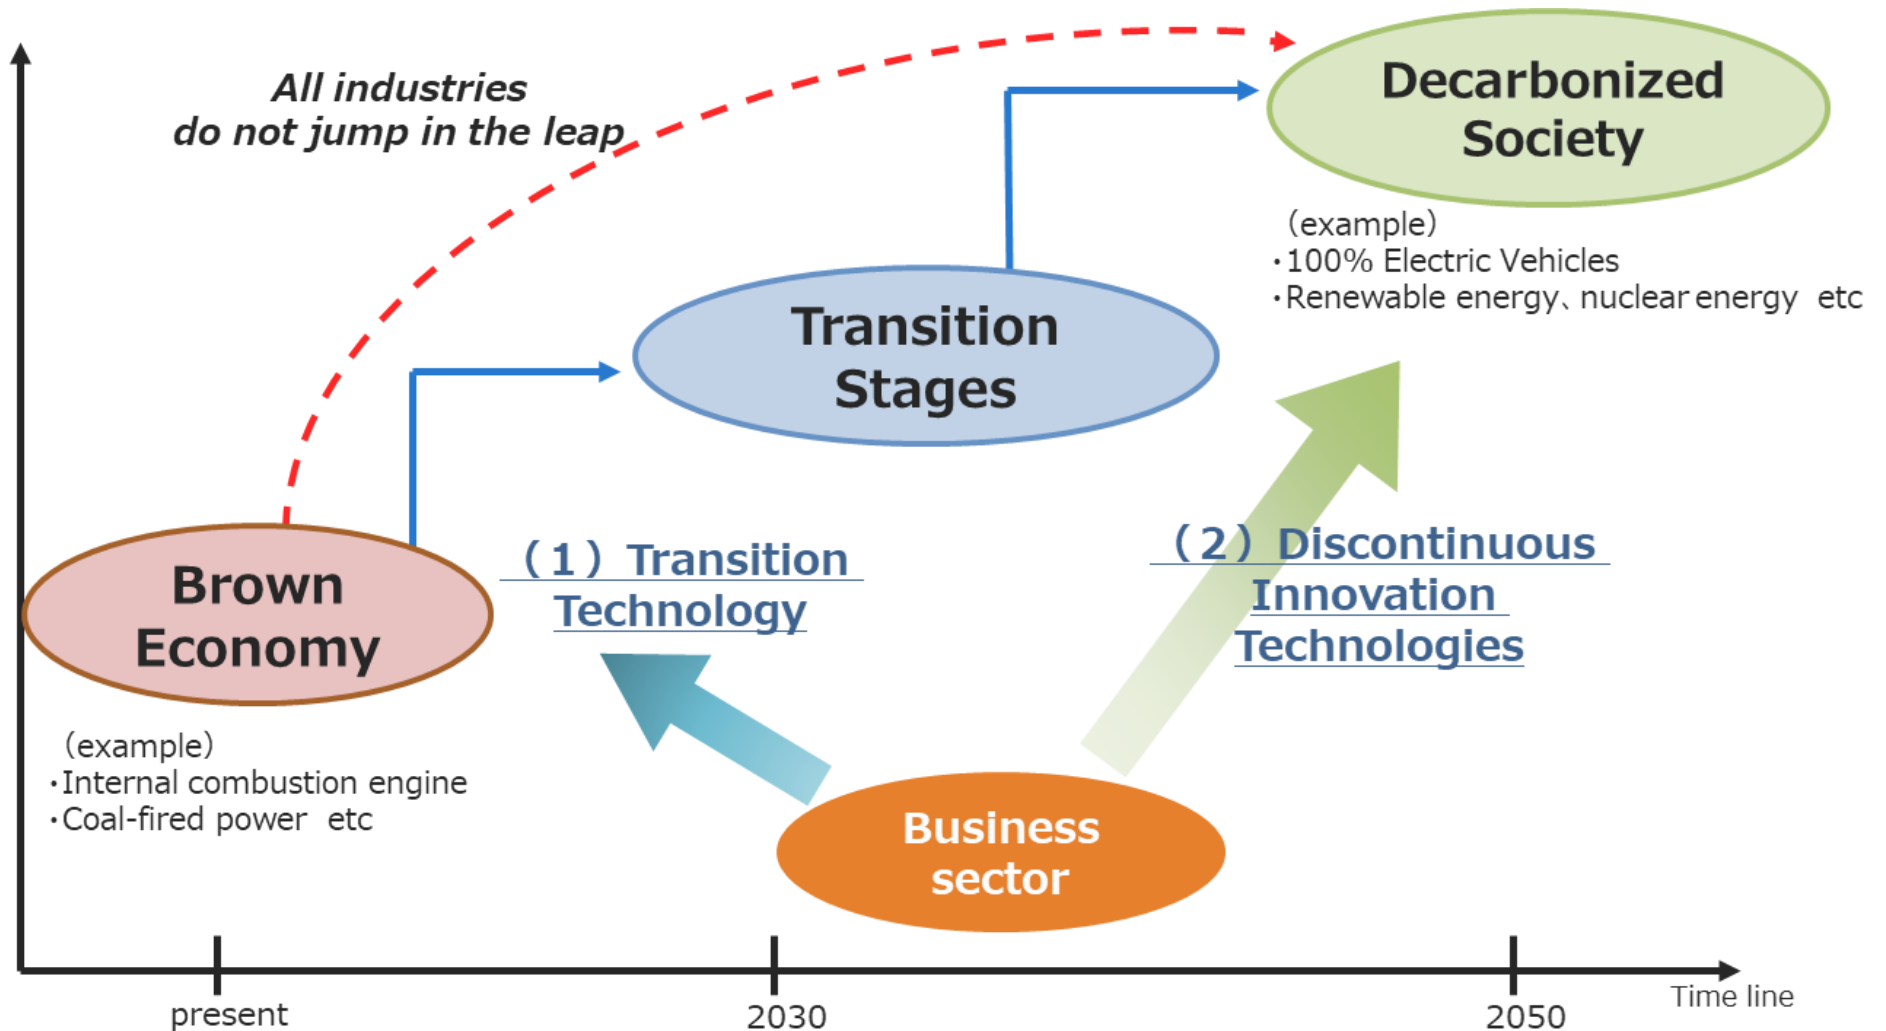 All industries
do not jump in the leap
Decarbonized
Society
（example）
・100% Electric Vehicles
・Renewable energy、nuclear energy etc
Transition
Stages
Brown
Economy
（example）
・Internal combustion engine
・Coal-fired power etc
（１）Transition
Technology
（２）Discontinuous
Innovation
Technologies
Business
sector
present
2030
2050
Time line